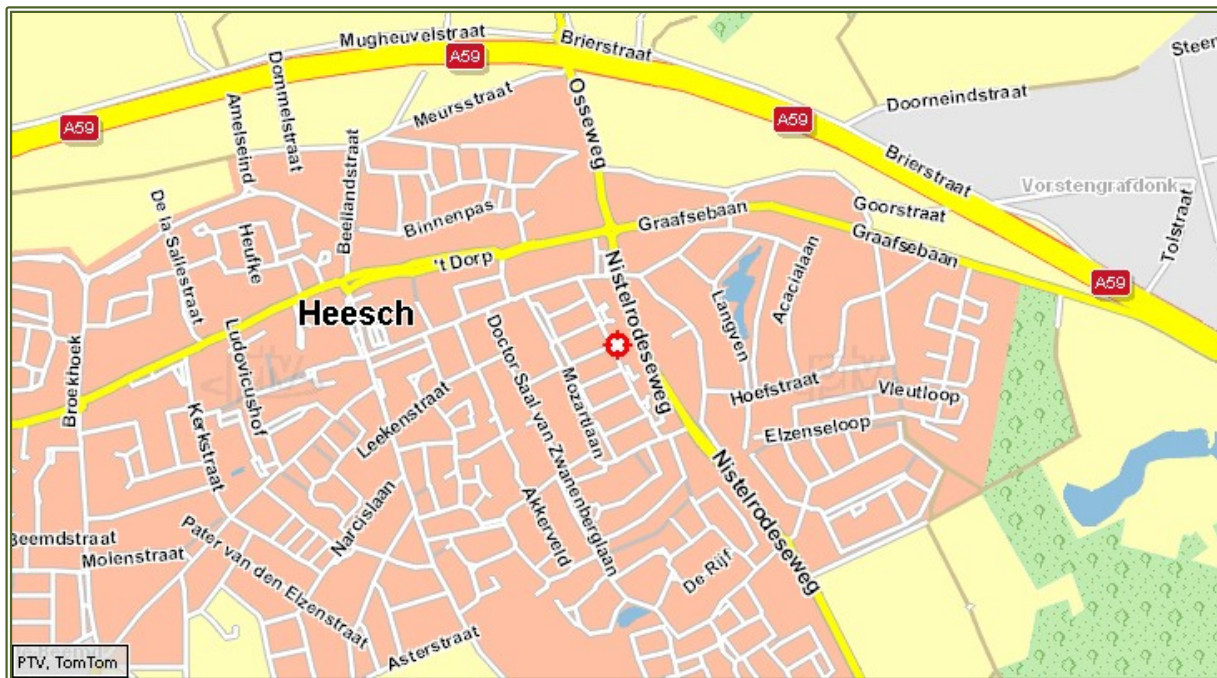 Mugheuvelstraat
A59
Brierstraat
Steen
Dommelstraat
Amelseind
Meursstraat
Osseweg
Doorneindstraat
A59
A59
Brierstraat
De la Sallestraat
Heufke
Beeilandstraat
Binnenpas
Graafsebaan
Goorstraat
Vorstengrafdonk
Tolstraat
't Dorp
Nistelrodeseweg
Acacialaan
Graafsebaan
A59
Heesch
Langven
Ludovicushof
Broekhoek
Doctor Saal van Zwanenberglaan
Mozartlaan
Hoefstraat
Vleutloop
Kerkstraat
Leekenstraat
Elzenseloop
Nistelrodeseweg
Narcislaan
Akkerveld
Beemdstraat
Molenstraat
Pater van den Elzenstraat
De Rijf
Asterstraat
PTV, TomTom